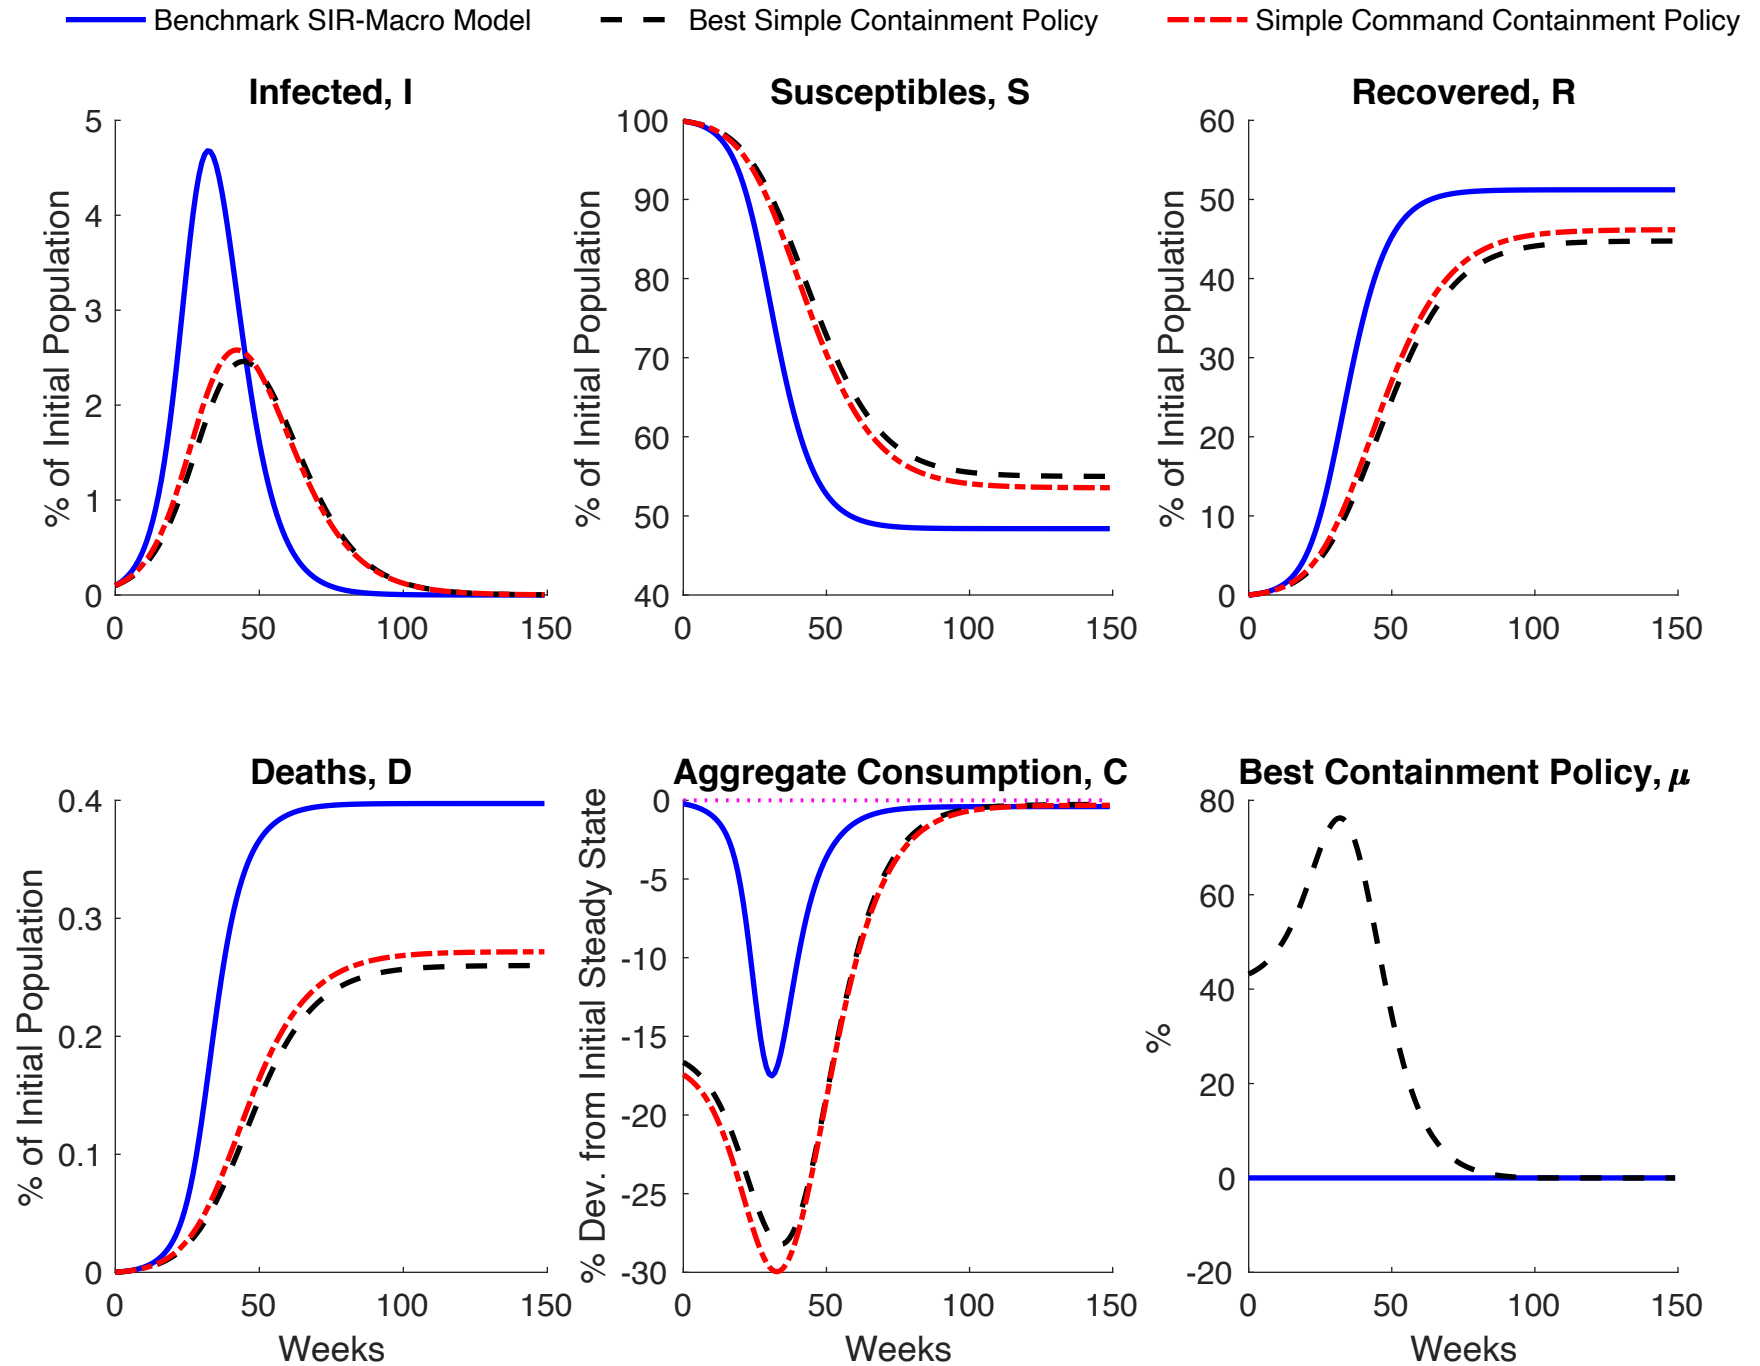 Benchmark SIR-Macro Model
Best Simple Containment Policy
Simple Command Containment Policy
Infected, I
% of Initial Population
5
4
3
2
1
0
0 50 100 150
Susceptibles, S
% of Initial Population
100
90
80
70
60
50
40
0 50 100 150
Recovered, R
% of Initial Population
60
50
40
30
20
10
0
0 50 100 150
Deaths, D
% of Initial Population
0.4
0.3
0.2
0.1
0
0 50 100 150
Weeks
Aggregate Consumption, C
% Dev. from Initial Steady State
0
-5
-10
-15
-20
-25
-30
0 50 100 150
Weeks
Best Containment Policy, μ
%
80
60
40
20
0
-20
0 50 100 150
Weeks